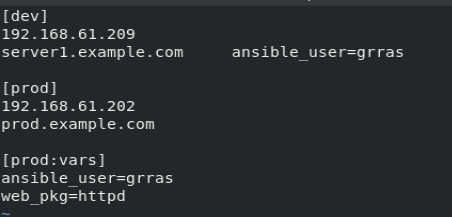 [dev]
192.168.61.209
server1.example.com     ansible_user=grras

[prod]
192.168.61.202
prod.example.com

[prod:vars]
ansible_user=grras
web_pkg=httpd
~